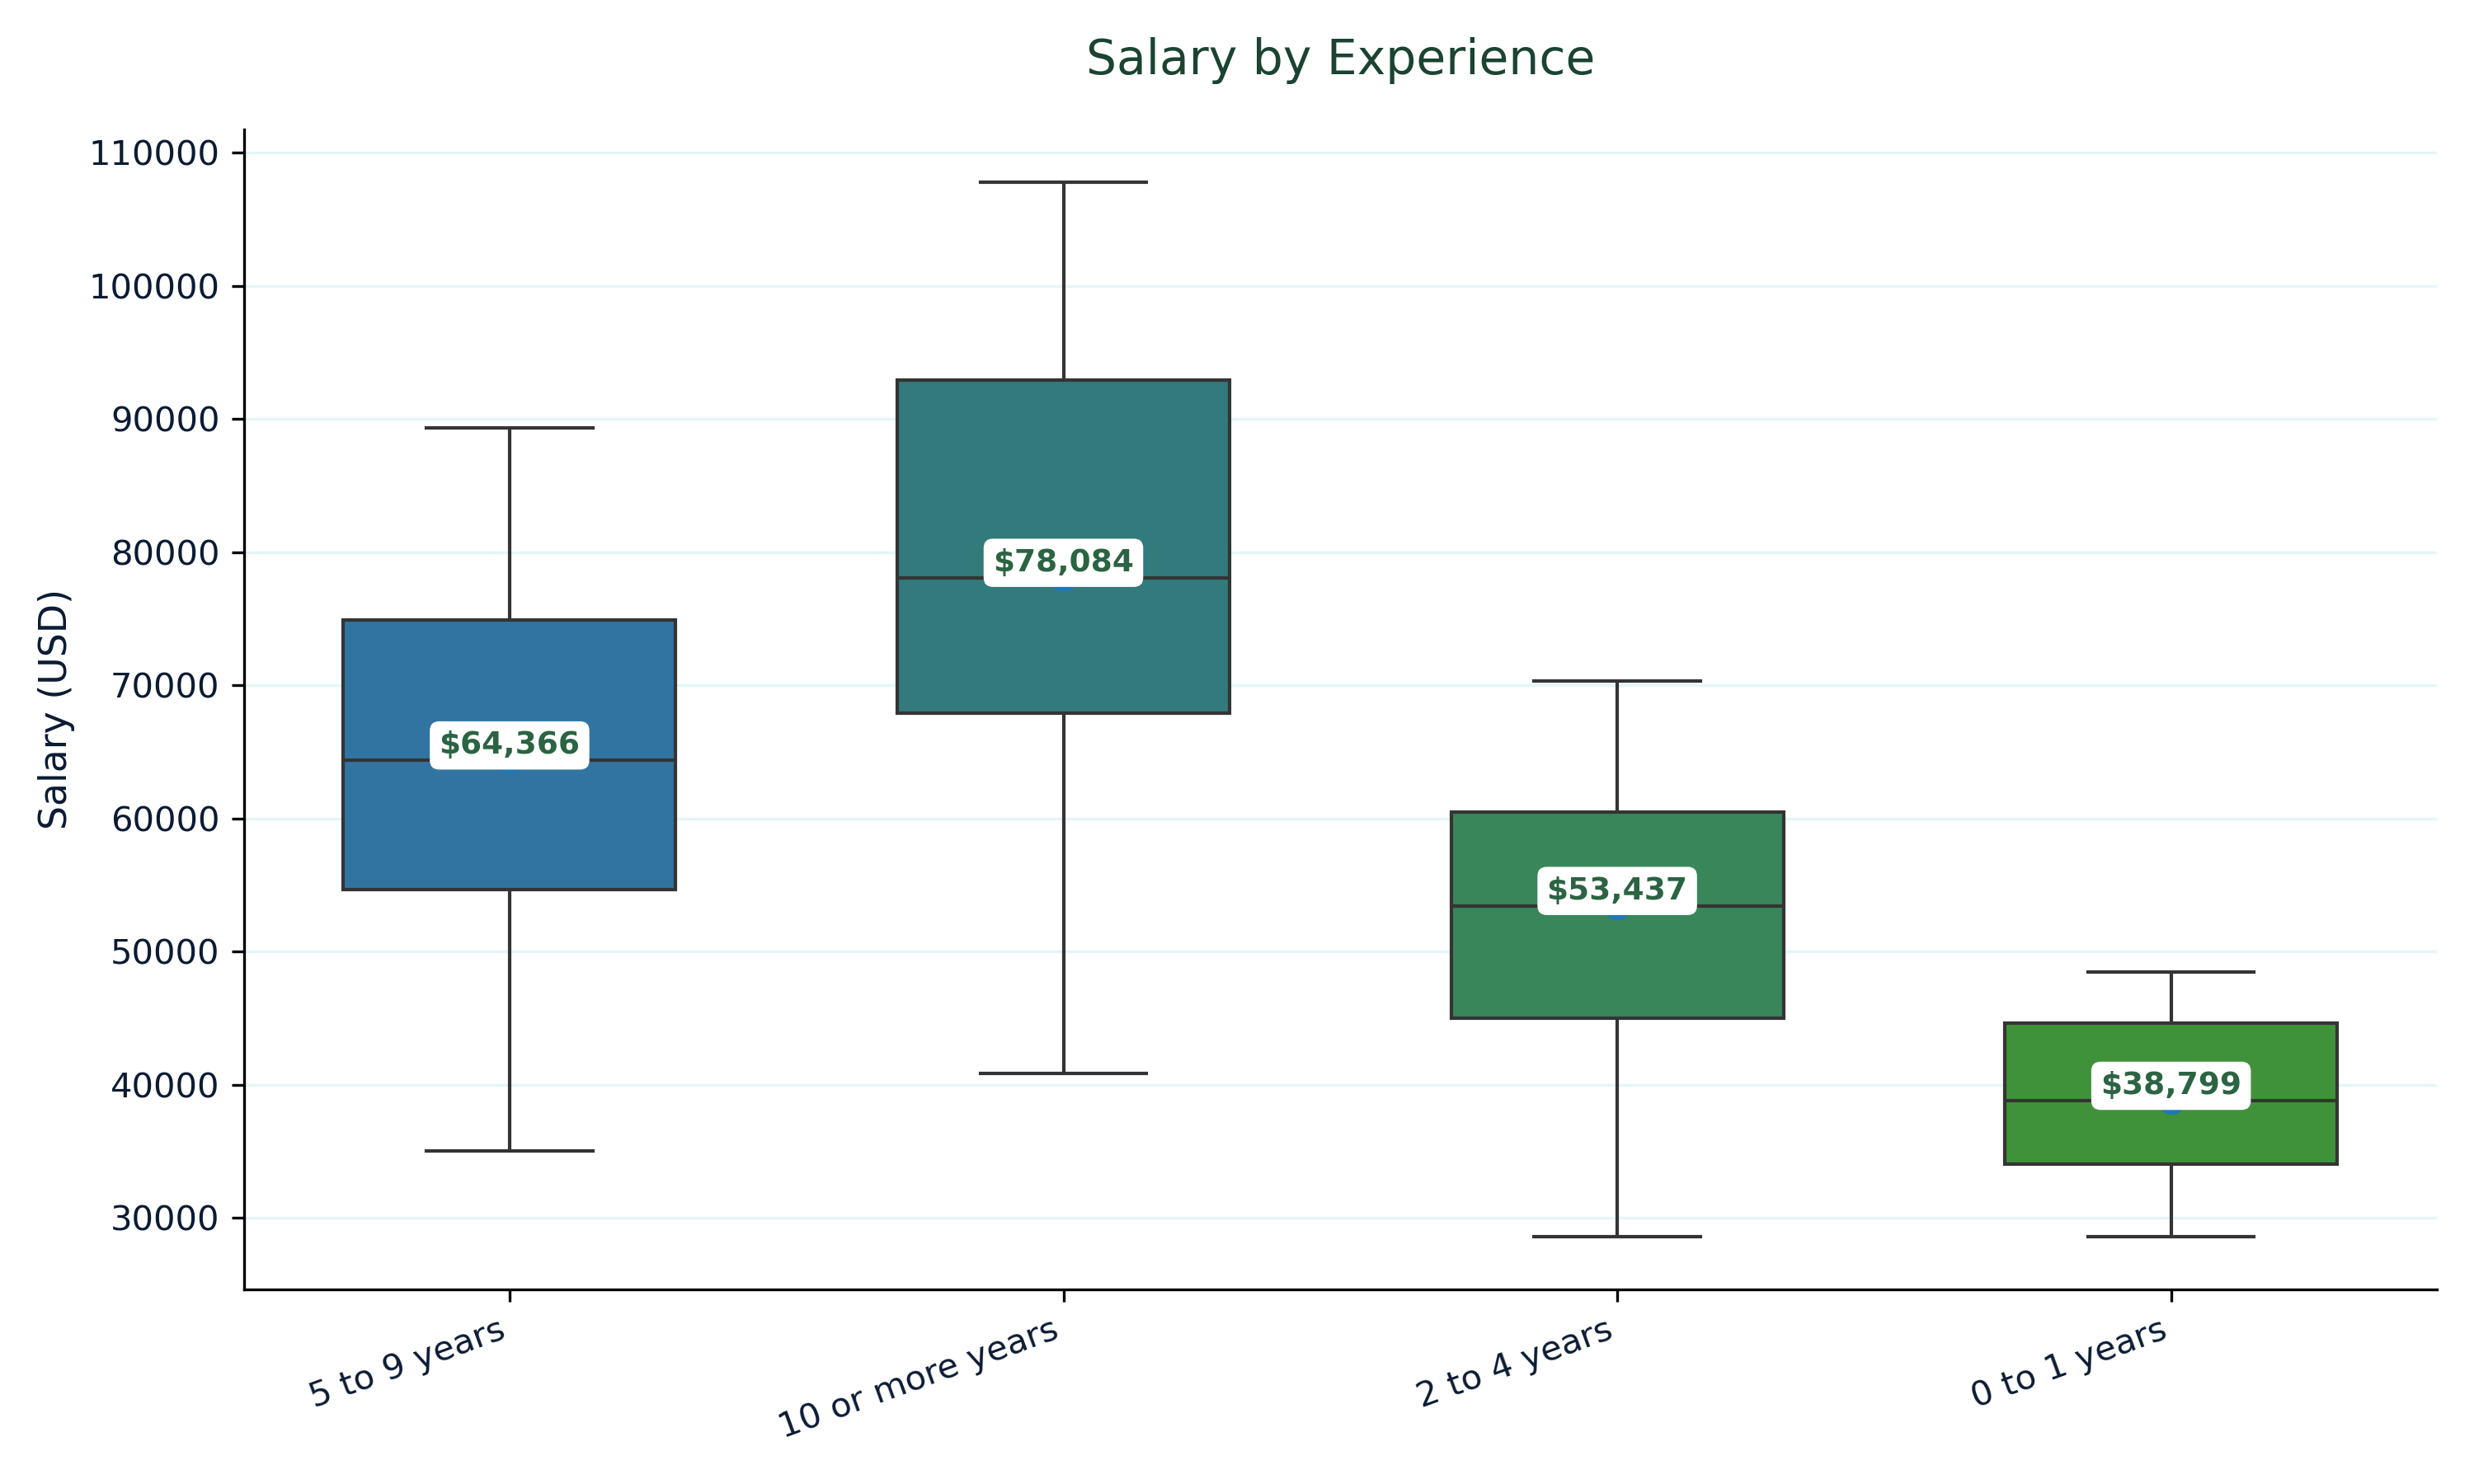 Salary by Experience
Salary (USD)
110000
100000
90000
80000
70000
60000
50000
40000
30000
$64,366
$78,084
$53,437
$38,799
5 to 9 years
10 or more years
2 to 4 years
0 to 1 years